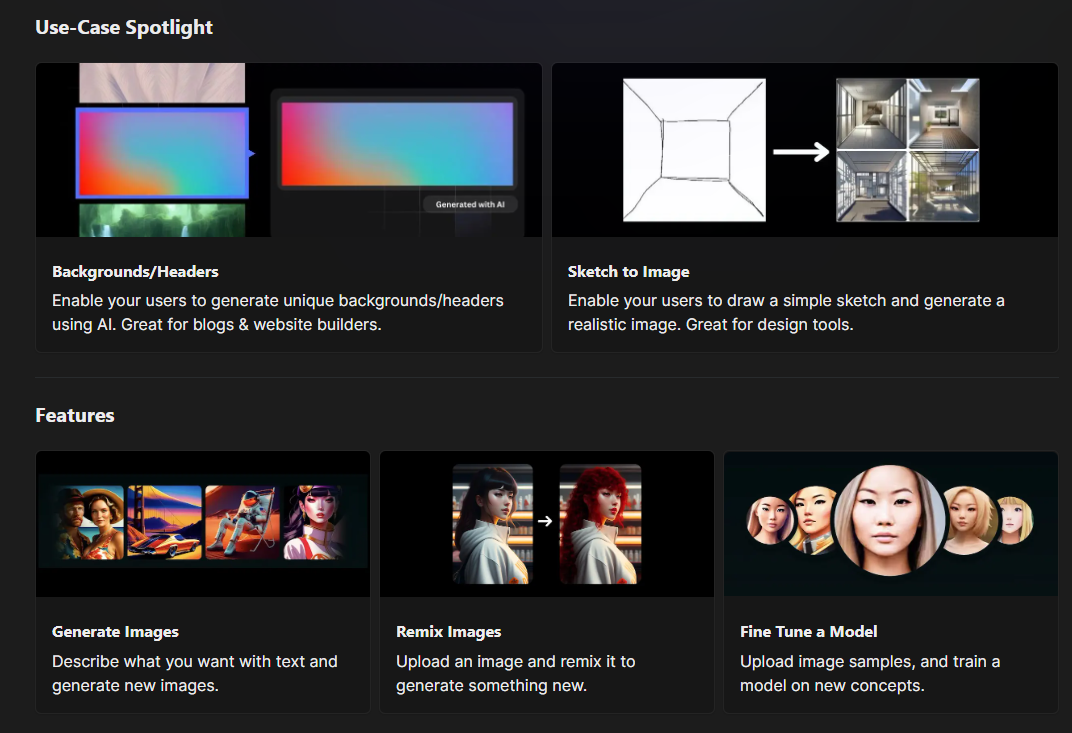 Use-Case Spotlight
Generated with AI
Backgrounds/Headers
Enable your users to generate unique backgrounds/headers
using AI. Great for blogs & website builders.
Sketch to Image
Enable your users to draw a simple sketch and generate a
realistic image. Great for design tools.
Features
Generate Images
Describe what you want with text and
generate new images.
Remix Images
Upload an image and remix it to
generate something new.
Fine Tune a Model
Upload image samples, and train a
model on new concepts.